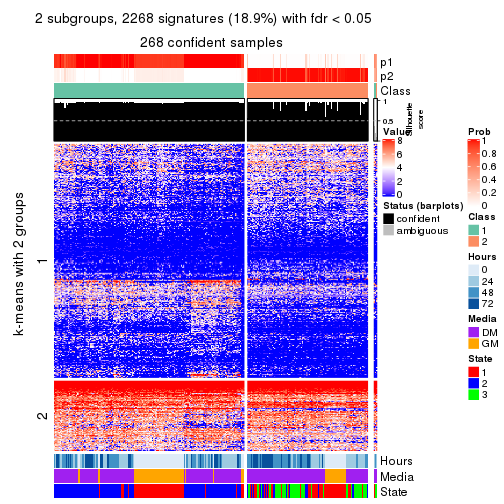 2 subgroups, 2268 signatures (18.9%) with fdr < 0.05
268 confident samples
p1
p2
Class
1
0.5
Silhouette
score
k-means with 2 groups
1
2
Hours
Media
State
Value
8
6
4
2
0
Status (barplots)
confident
ambiguous
Prob
1
0.8
0.6
0.4
0.2
0
Class
1
2
Hours
0
24
48
72
Media
DM
GM
State
1
2
3